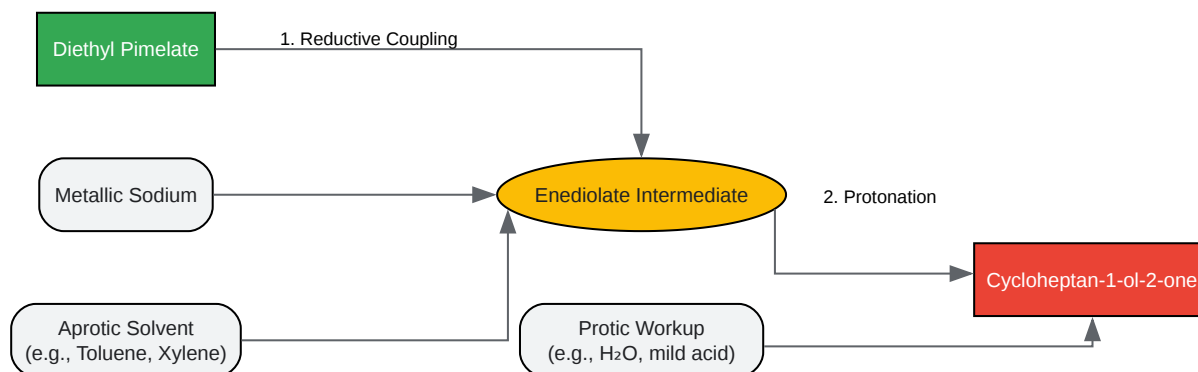 Diethyl Pimelate
1. Reductive Coupling
Metallic Sodium
Enediolate Intermediate
2. Protonation
Cycloheptan-1-ol-2-one
Aprotic Solvent
(e.g., Toluene, Xylene)
Protic Workup
(e.g., H₂O, mild acid)